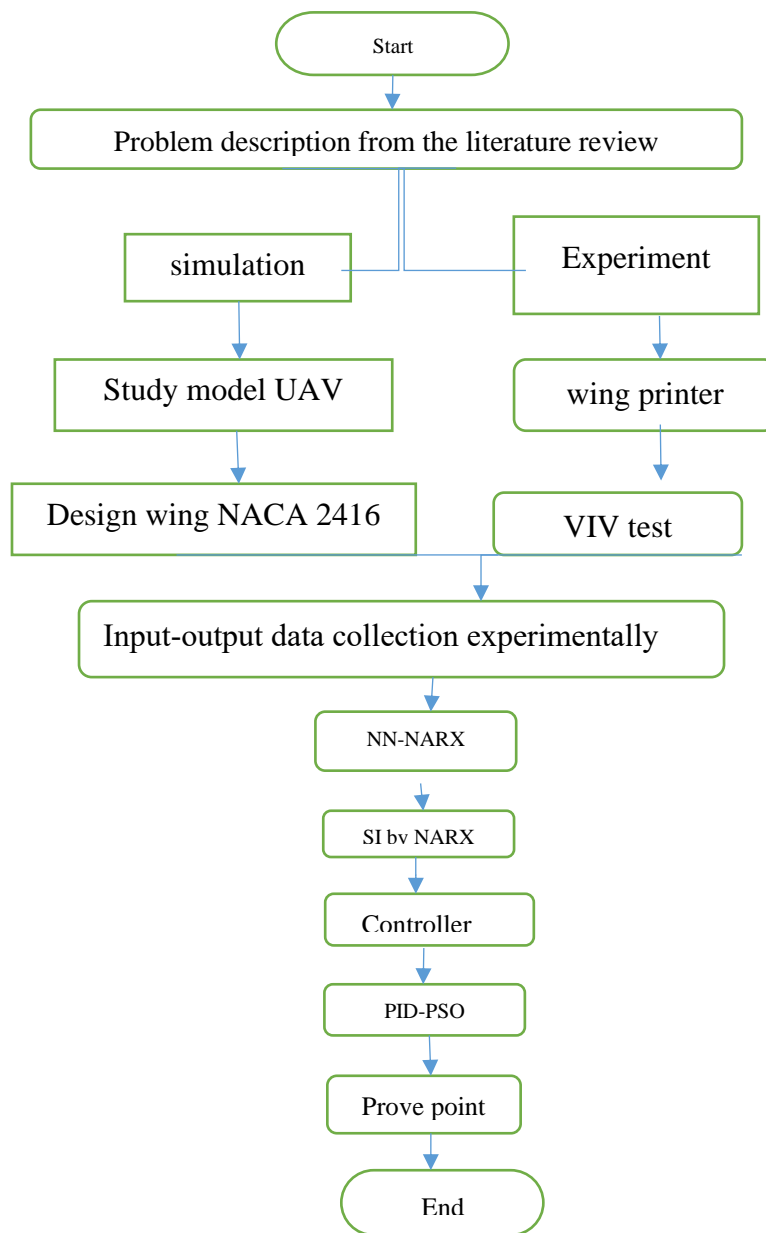 Start
Problem description from the literature review
simulation
Experiment
Study model UAV
wing printer
Design wing NACA 2416
VIV test
Input-output data collection experimentally
NN-NARX
SI by NARX
Controller
PID-PSO
Prove point
End